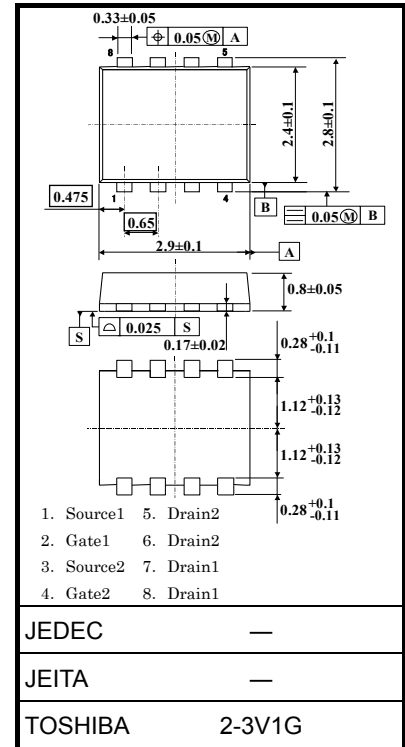 0.33±0.05
⌖ 0.05Ⓜ A
8 5
2.4±0.1
2.8±0.1
0.475
1 4
B
⌯ 0.05Ⓜ B
0.65
2.9±0.1
A
0.8±0.05
S
⌓ 0.025 S
0.17±0.02
0.28 +0.1 -0.11
1.12 +0.13 -0.12
1.12 +0.13 -0.12
0.28 +0.1 -0.11
1. Source1 5. Drain2
2. Gate1 6. Drain2
3. Source2 7. Drain1
4. Gate2 8. Drain1
JEDEC —
JEITA —
TOSHIBA 2-3V1G